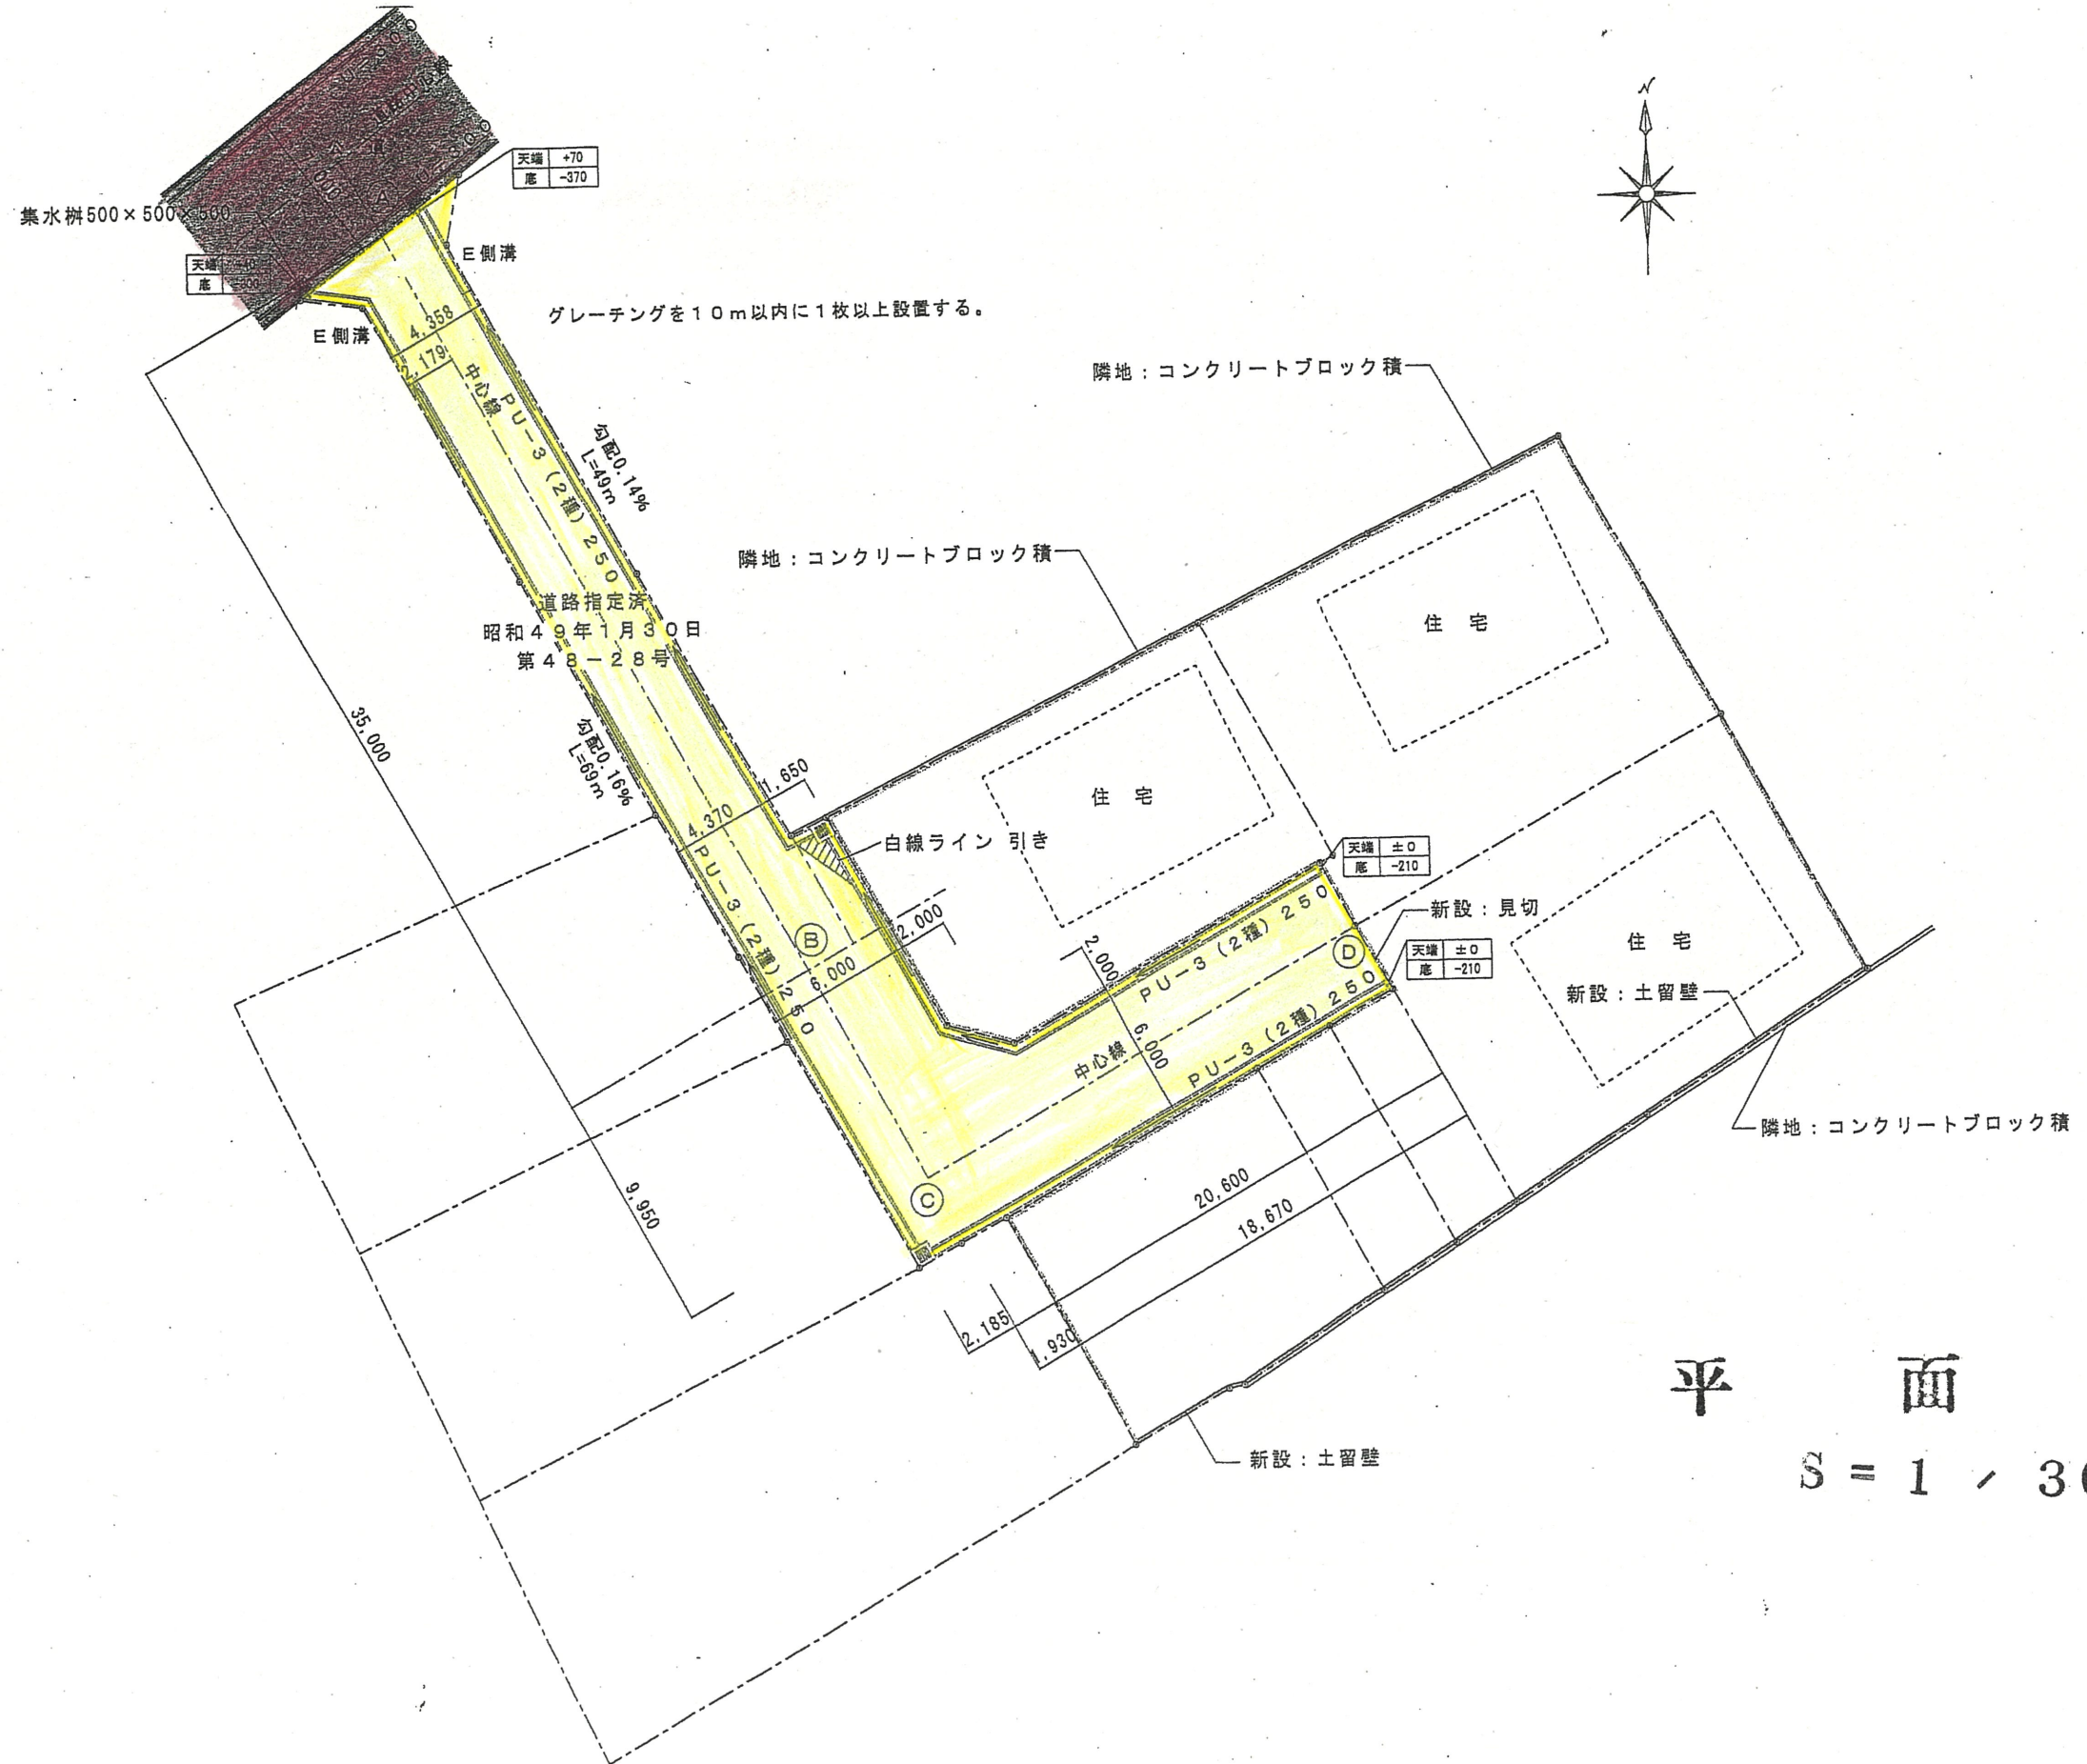 N
天端 +70
底 -370
集水桝500×500×500
天端
底
E側溝
E側溝
グレーチングを10m以内に1枚以上設置する。
4,358
2,179
中心線
PU-3(2種)250
勾配0.14%
L=49m
隣地:コンクリートブロック積
隣地:コンクリートブロック積
道路指定済
昭和49年1月30日
第48-28号
住 宅
住 宅
35,000
勾配0.16%
L=69m
1,650
4,370
白線ライン 引き
PU-3(2種)250
天端 ±0
底 -210
新設:見切
天端 ±0
底 -210
住 宅
新設:土留壁
B
6,000
2,000
2,000
6,000
PU-3(2種)250
D
中心線
PU-3(2種)250
隣地:コンクリートブロック積
C
9,950
20,600
18,670
2,185
1,930
新設:土留壁
平 面
S=1/30